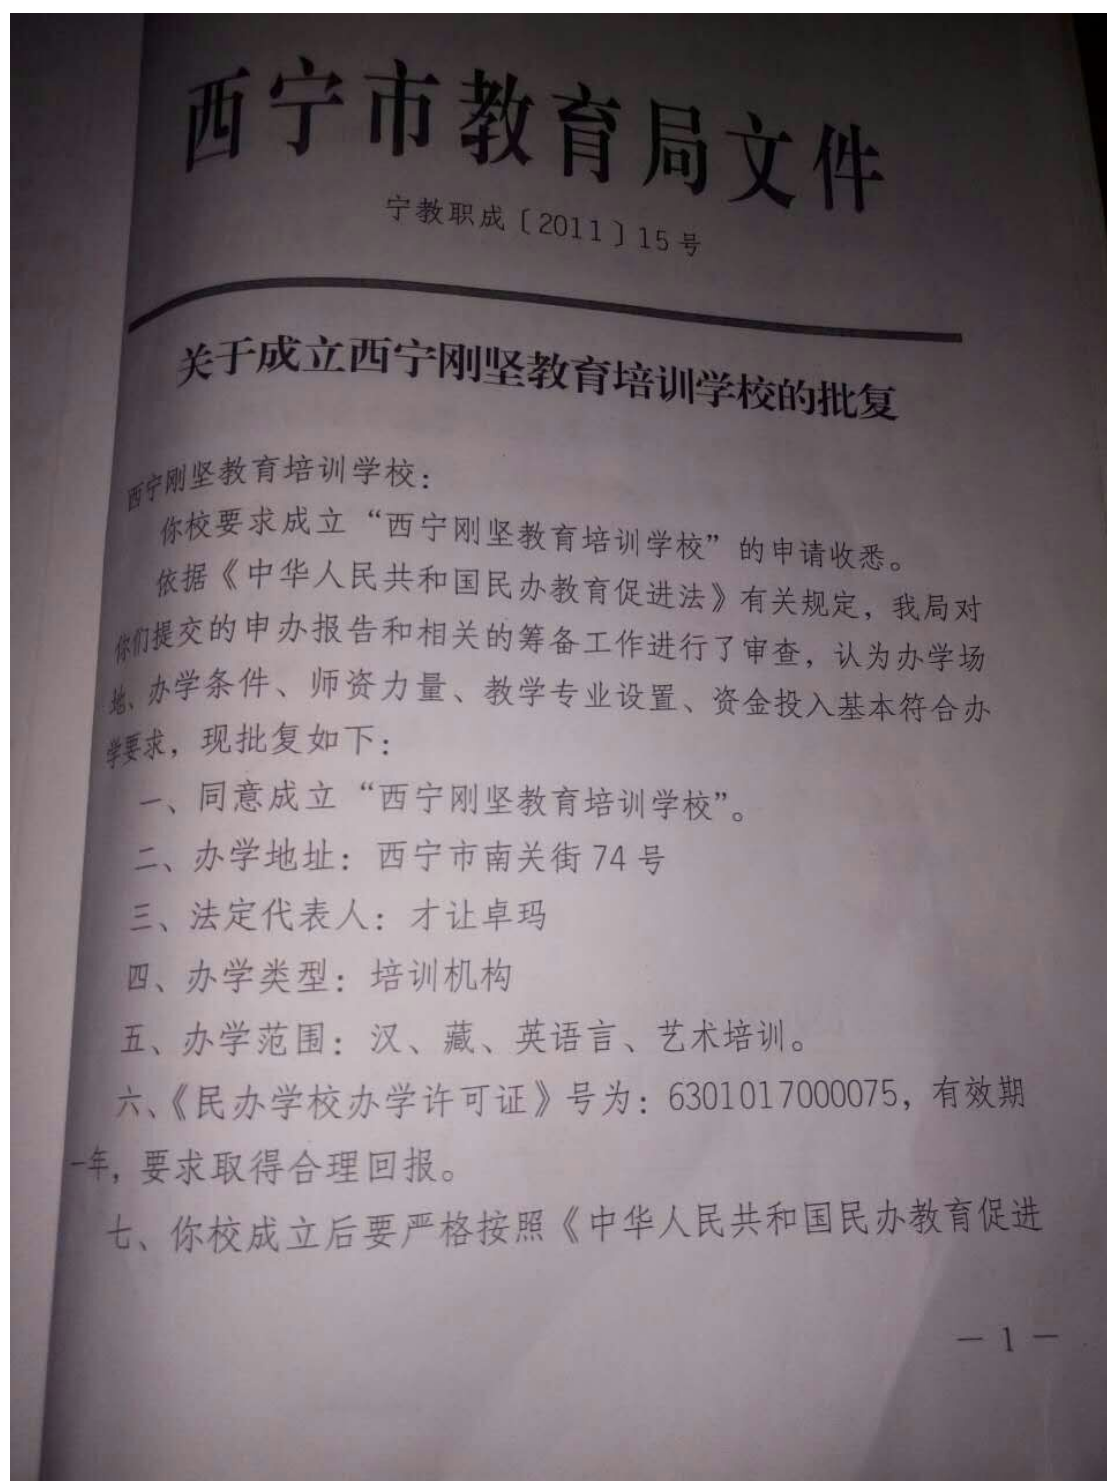 西宁市教育局文件
宁教职成〔2011〕15号
关于成立西宁刚坚教育培训学校的批复
西宁刚坚教育培训学校：
你校要求成立“西宁刚坚教育培训学校”的申请收悉。
依据《中华人民共和国民办教育促进法》有关规定，我局对
你们提交的申办报告和相关的筹备工作进行了审查，认为办学场
地、办学条件、师资力量、教学专业设置、资金投入基本符合办
学要求，现批复如下：
一、同意成立“西宁刚坚教育培训学校”。
二、办学地址：西宁市南关街74号
三、法定代表人：才让卓玛
四、办学类型：培训机构
五、办学范围：汉、藏、英语言、艺术培训。
六、《民办学校办学许可证》号为：6301017000075，有效期
一年，要求取得合理回报。
七、你校成立后要严格按照《中华人民共和国民办教育促进
— 1 —